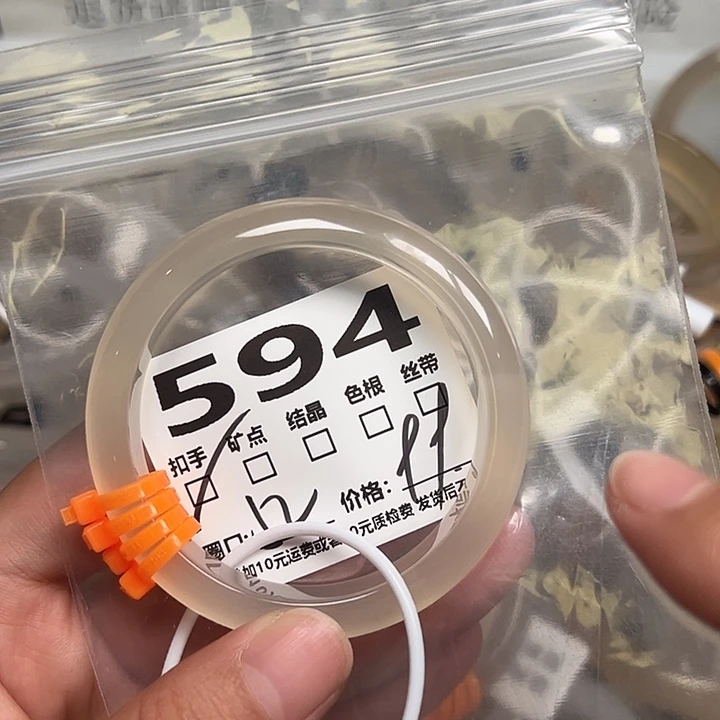 594
扣手 矿点 结晶 色根 丝带
圈口: 价格: 99
加10元运费或 0元质检费 发货后不